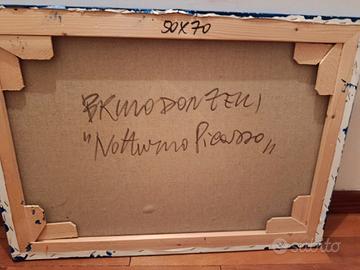 50X70
BRUNO DONZELLI
"Notturno Picasso"
subito